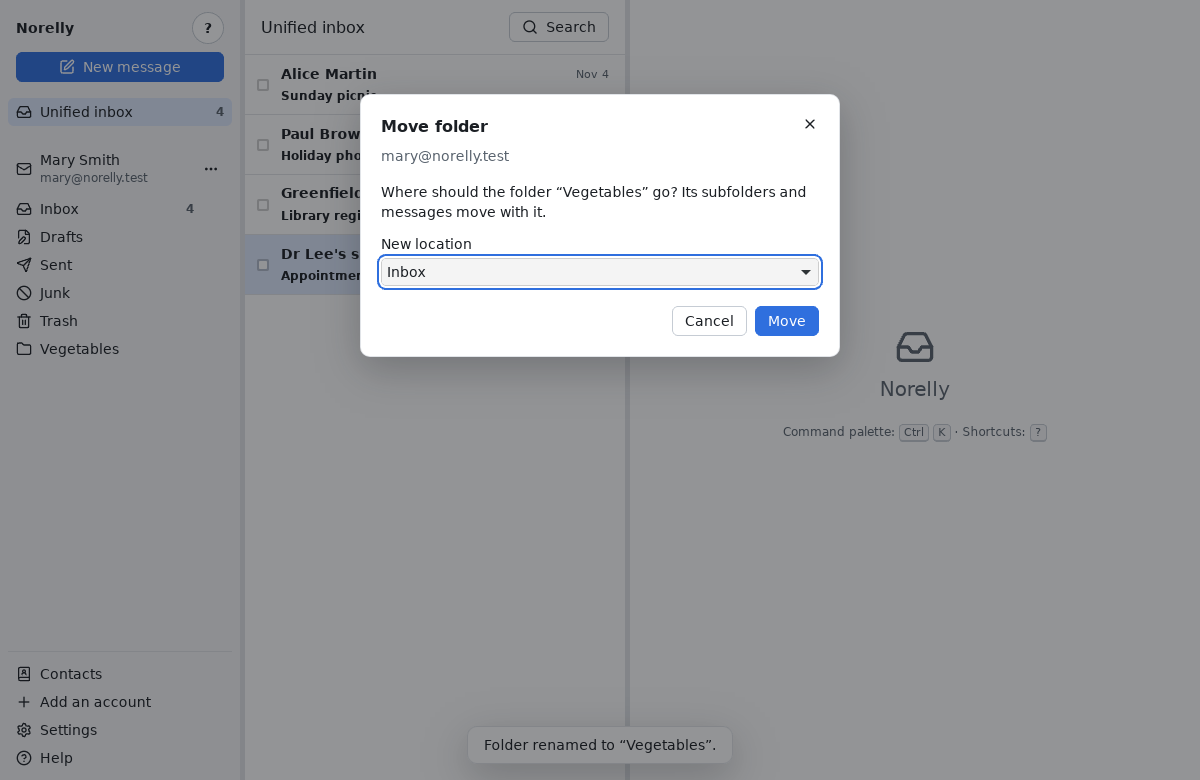 Norelly
?
New message
Unified inbox
4
Mary Smith
mary@norelly.test
Inbox
4
Drafts
Sent
Junk
Trash
Vegetables
Contacts
Add an account
Settings
Help
Unified inbox
Search
Alice Martin
Nov 4
Sunday picnic
Paul Brow
Holiday pho
Greenfield
Library regi
Dr Lee's s
Appointmen
Move folder
mary@norelly.test
Where should the folder “Vegetables” go? Its subfolders and
messages move with it.
New location
Inbox
Cancel
Move
Norelly
Command palette: Ctrl K · Shortcuts: ?
Folder renamed to “Vegetables”.